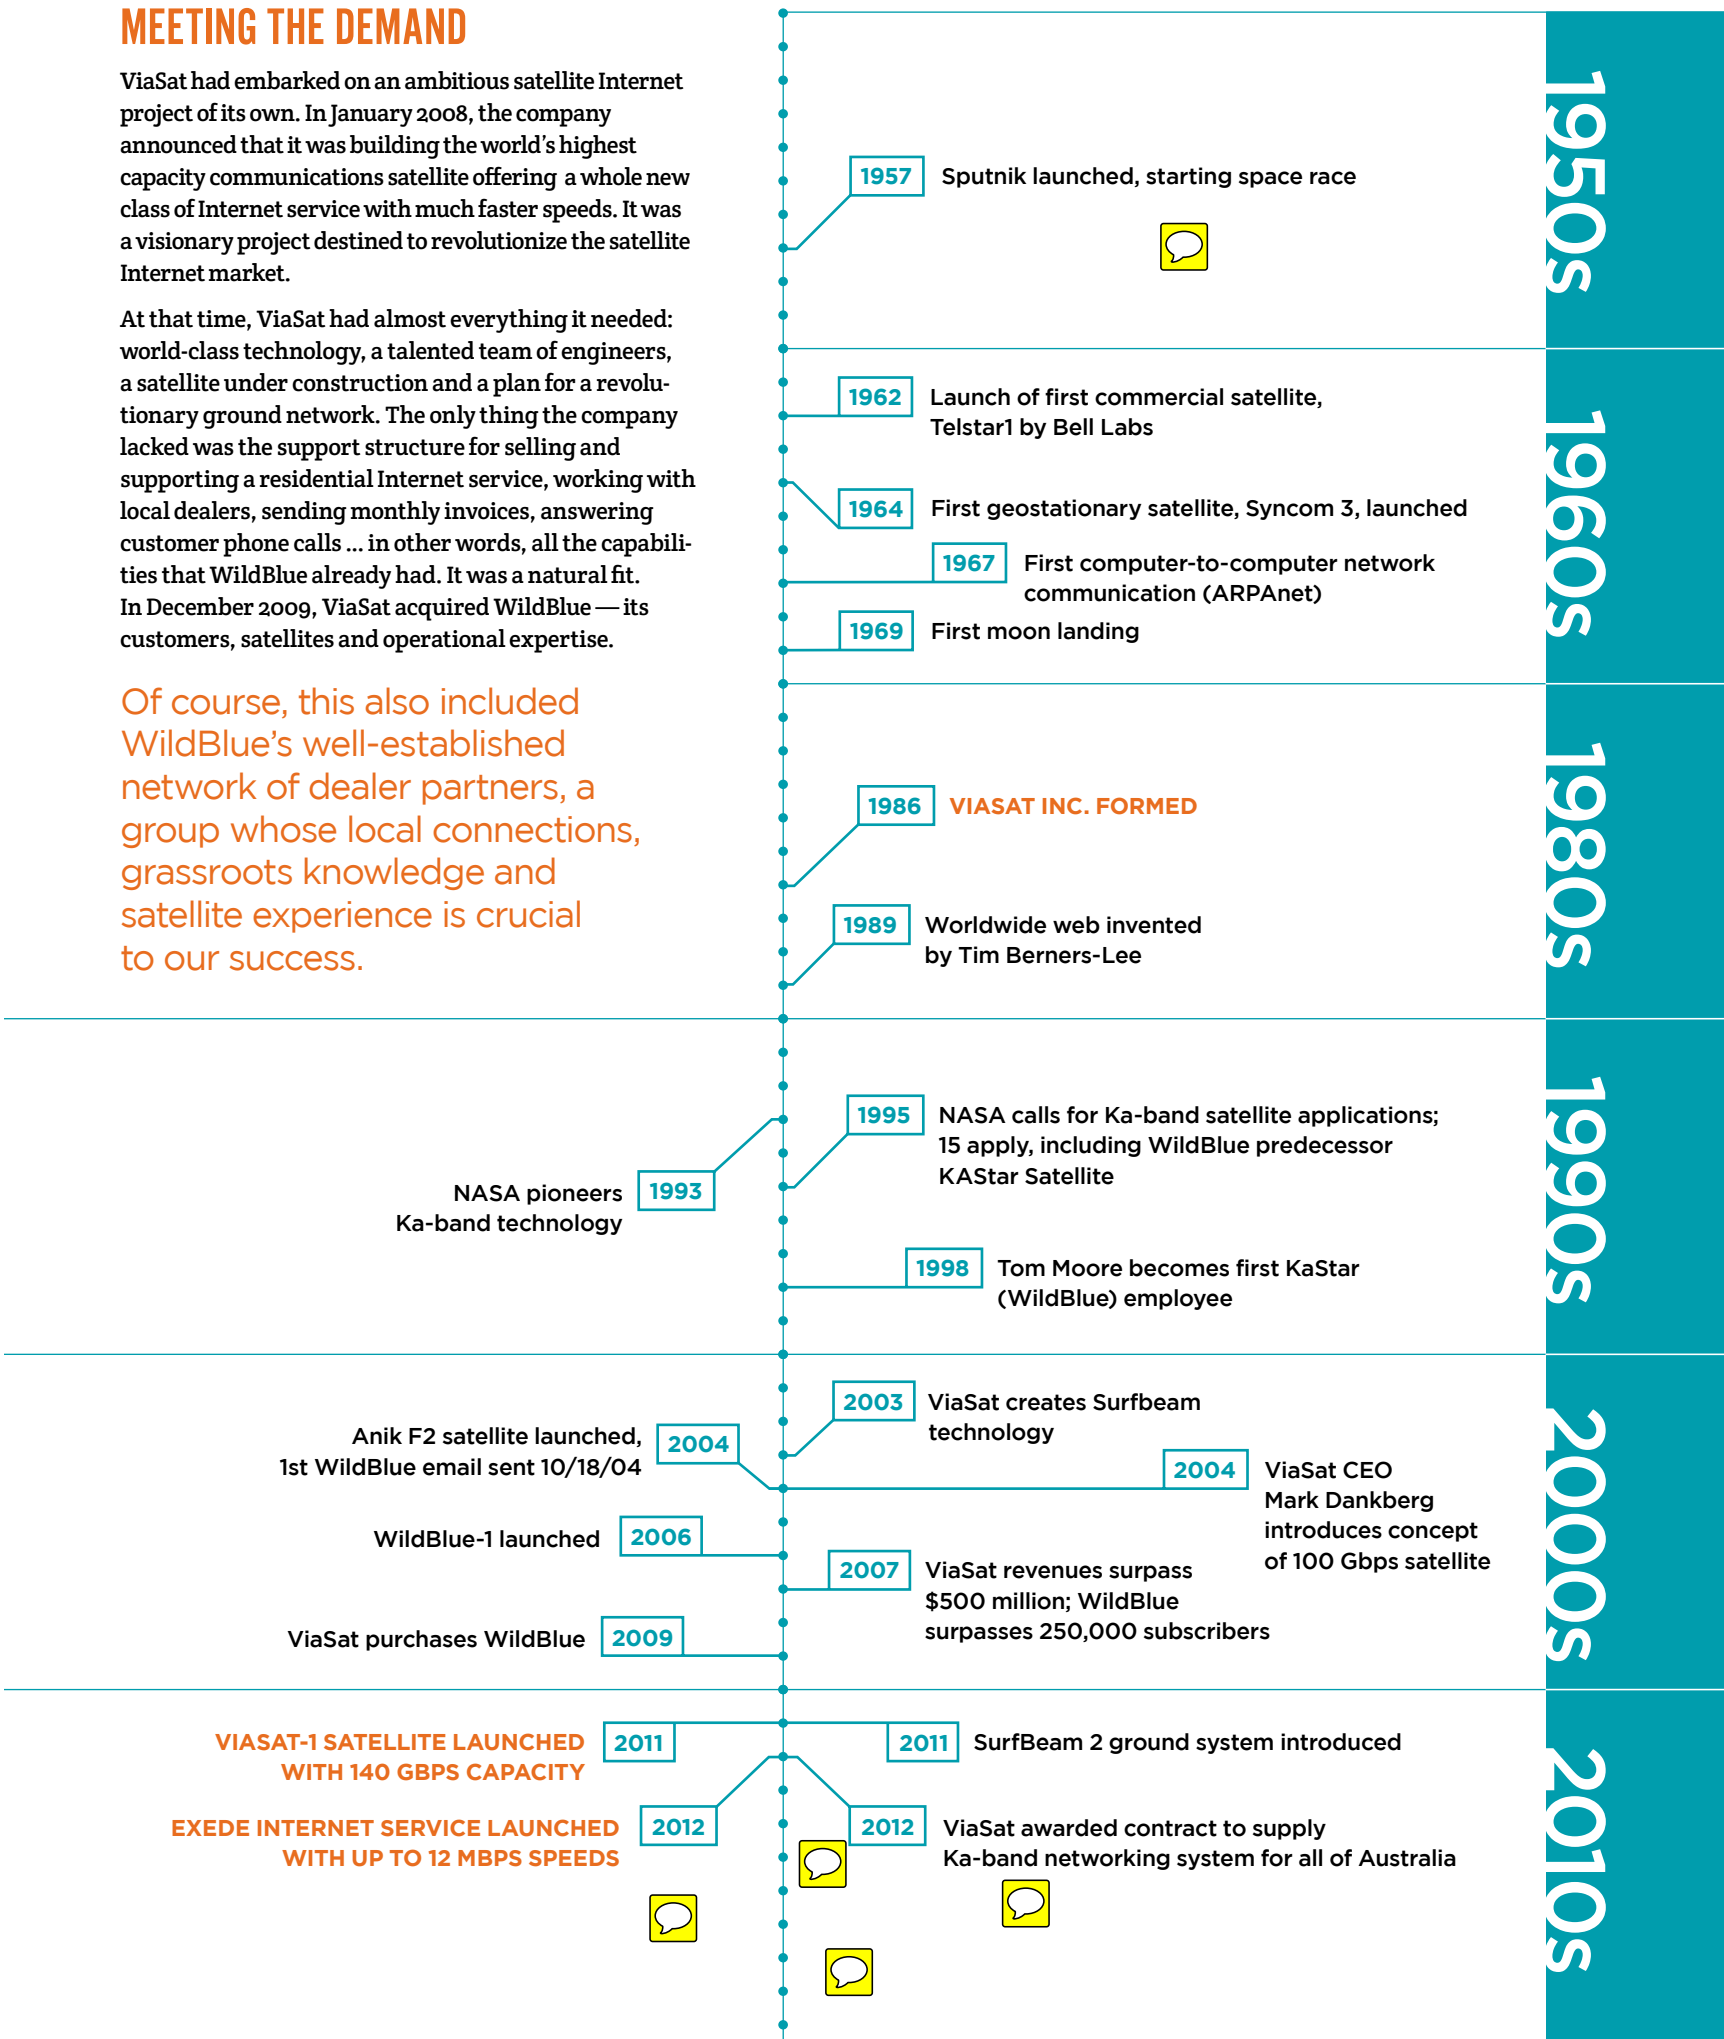 MEETING THE DEMAND
ViaSat had embarked on an ambitious satellite Internet
project of its own. In January 2008, the company
announced that it was building the world's highest
capacity communications satellite offering a whole new
class of Internet service with much faster speeds. It was
a visionary project destined to revolutionize the satellite
Internet market.
At that time, ViaSat had almost everything it needed:
world-class technology, a talented team of engineers,
a satellite under construction and a plan for a revolu-
tionary ground network. The only thing the company
lacked was the support structure for selling and
supporting a residential Internet service, working with
local dealers, sending monthly invoices, answering
customer phone calls ... in other words, all the capabili-
ties that WildBlue already had. It was a natural fit.
In December 2009, ViaSat acquired WildBlue — its
customers, satellites and operational expertise.
Of course, this also included
WildBlue's well-established
network of dealer partners, a
group whose local connections,
grassroots knowledge and
satellite experience is crucial
to our success.
1950s
1957 Sputnik launched, starting space race
1960s
1962 Launch of first commercial satellite,
Telstar1 by Bell Labs
1964 First geostationary satellite, Syncom 3, launched
1967 First computer-to-computer network
communication (ARPAnet)
1969 First moon landing
1980s
1986 VIASAT INC. FORMED
1989 Worldwide web invented
by Tim Berners-Lee
1990s
NASA pioneers 1993
Ka-band technology
1995 NASA calls for Ka-band satellite applications;
15 apply, including WildBlue predecessor
KAStar Satellite
1998 Tom Moore becomes first KaStar
(WildBlue) employee
2000s
2003 ViaSat creates Surfbeam
technology
Anik F2 satellite launched, 2004
1st WildBlue email sent 10/18/04
2004 ViaSat CEO
Mark Dankberg
introduces concept
of 100 Gbps satellite
WildBlue-1 launched 2006
2007 ViaSat revenues surpass
$500 million; WildBlue
surpasses 250,000 subscribers
ViaSat purchases WildBlue 2009
2010s
VIASAT-1 SATELLITE LAUNCHED 2011
WITH 140 GBPS CAPACITY
2011 SurfBeam 2 ground system introduced
EXEDE INTERNET SERVICE LAUNCHED 2012
WITH UP TO 12 MBPS SPEEDS
2012 ViaSat awarded contract to supply
Ka-band networking system for all of Australia